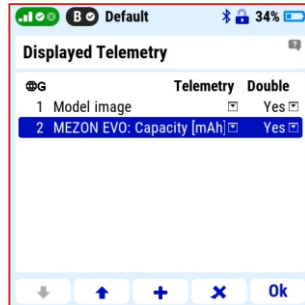 B Default 34%
Displayed Telemetry ?
G Telemetry Double
1 Model image Yes
2 MEZON EVO: Capacity [mAh] Yes
Ok